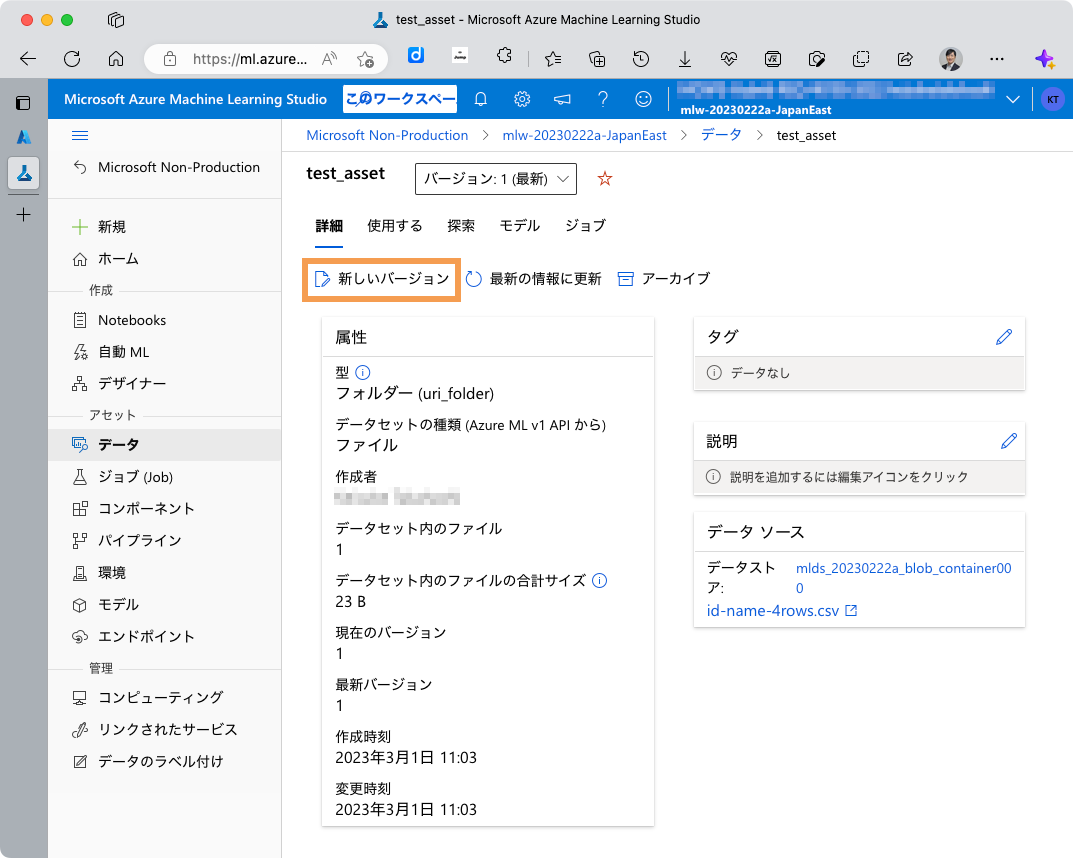 test_asset - Microsoft Azure Machine Learning Studio
https://ml.azure...
Microsoft Azure Machine Learning Studio
このワークスペー
mlw-20230222a-JapanEast
KT
Microsoft Non-Production
新規
ホーム
作成
Notebooks
自動 ML
デザイナー
アセット
データ
ジョブ (Job)
コンポーネント
パイプライン
環境
モデル
エンドポイント
管理
コンピューティング
リンクされたサービス
データのラベル付け
Microsoft Non-Production > mlw-20230222a-JapanEast > データ > test_asset
test_asset
バージョン: 1 (最新)
詳細 使用する 探索 モデル ジョブ
新しいバージョン 最新の情報に更新 アーカイブ
属性
型
フォルダー (uri_folder)
データセットの種類 (Azure ML v1 API から)
ファイル
作成者
データセット内のファイル
1
データセット内のファイルの合計サイズ
23 B
現在のバージョン
1
最新バージョン
1
作成時刻
2023年3月1日 11:03
変更時刻
2023年3月1日 11:03
タグ
データなし
説明
説明を追加するには編集アイコンをクリック
データ ソース
データスト
ア:
mlds_20230222a_blob_container00
0
id-name-4rows.csv